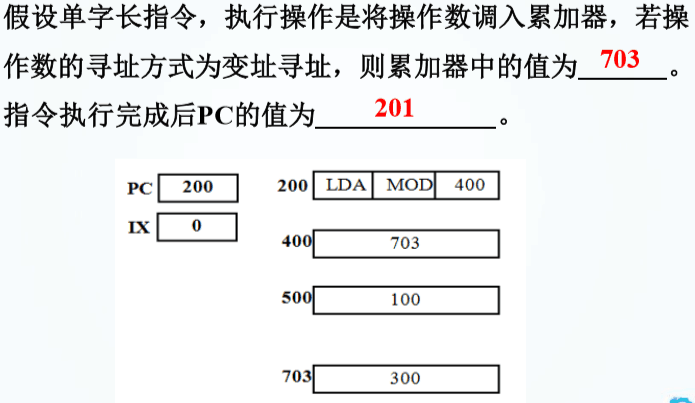 假设单字长指令，执行操作是将操作数调入累加器，若操
作数的寻址方式为变址寻址，则累加器中的值为 703 。
指令执行完成后PC的值为 201 。
PC 200 200 LDA MOD 400
IX 0
400 703
500 100
703 300